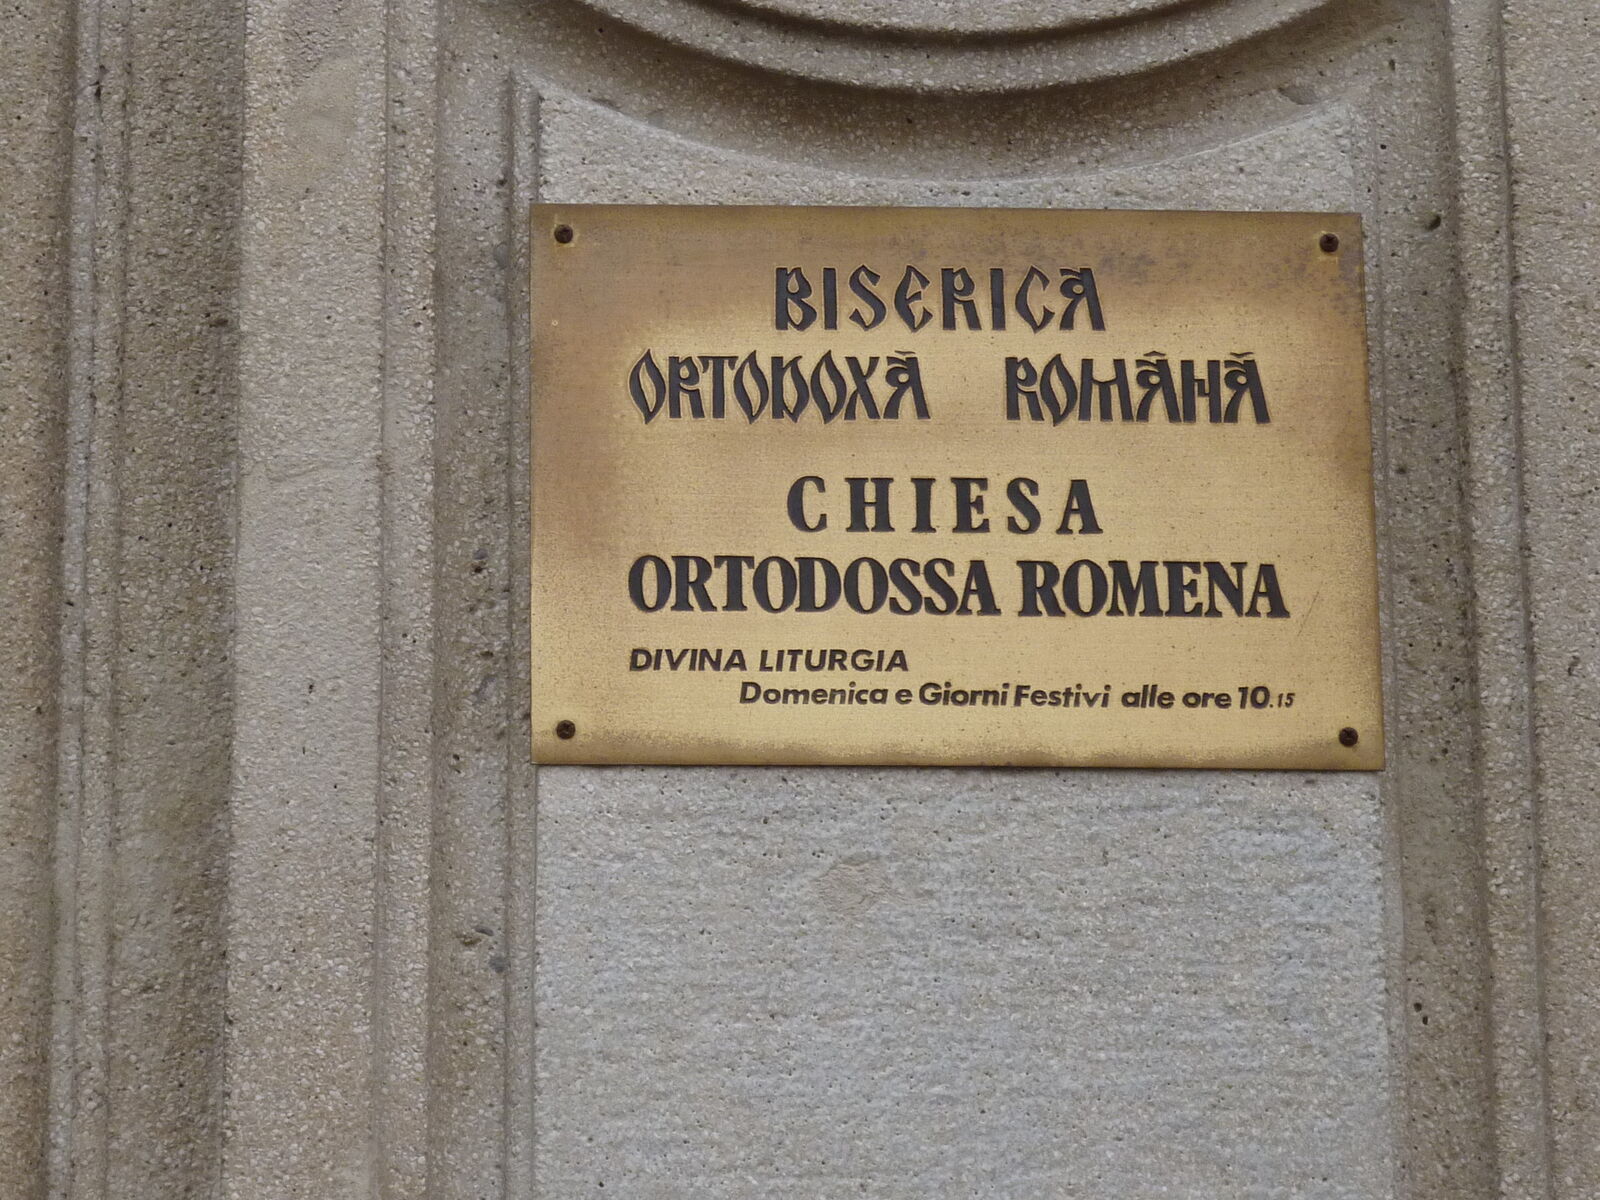 BISERICA
ORTODOXĂ ROMÂNĂ
CHIESA
ORTODOSSA ROMENA
DIVINA LITURGIA
Domenica e Giorni Festivi alle ore 10.15